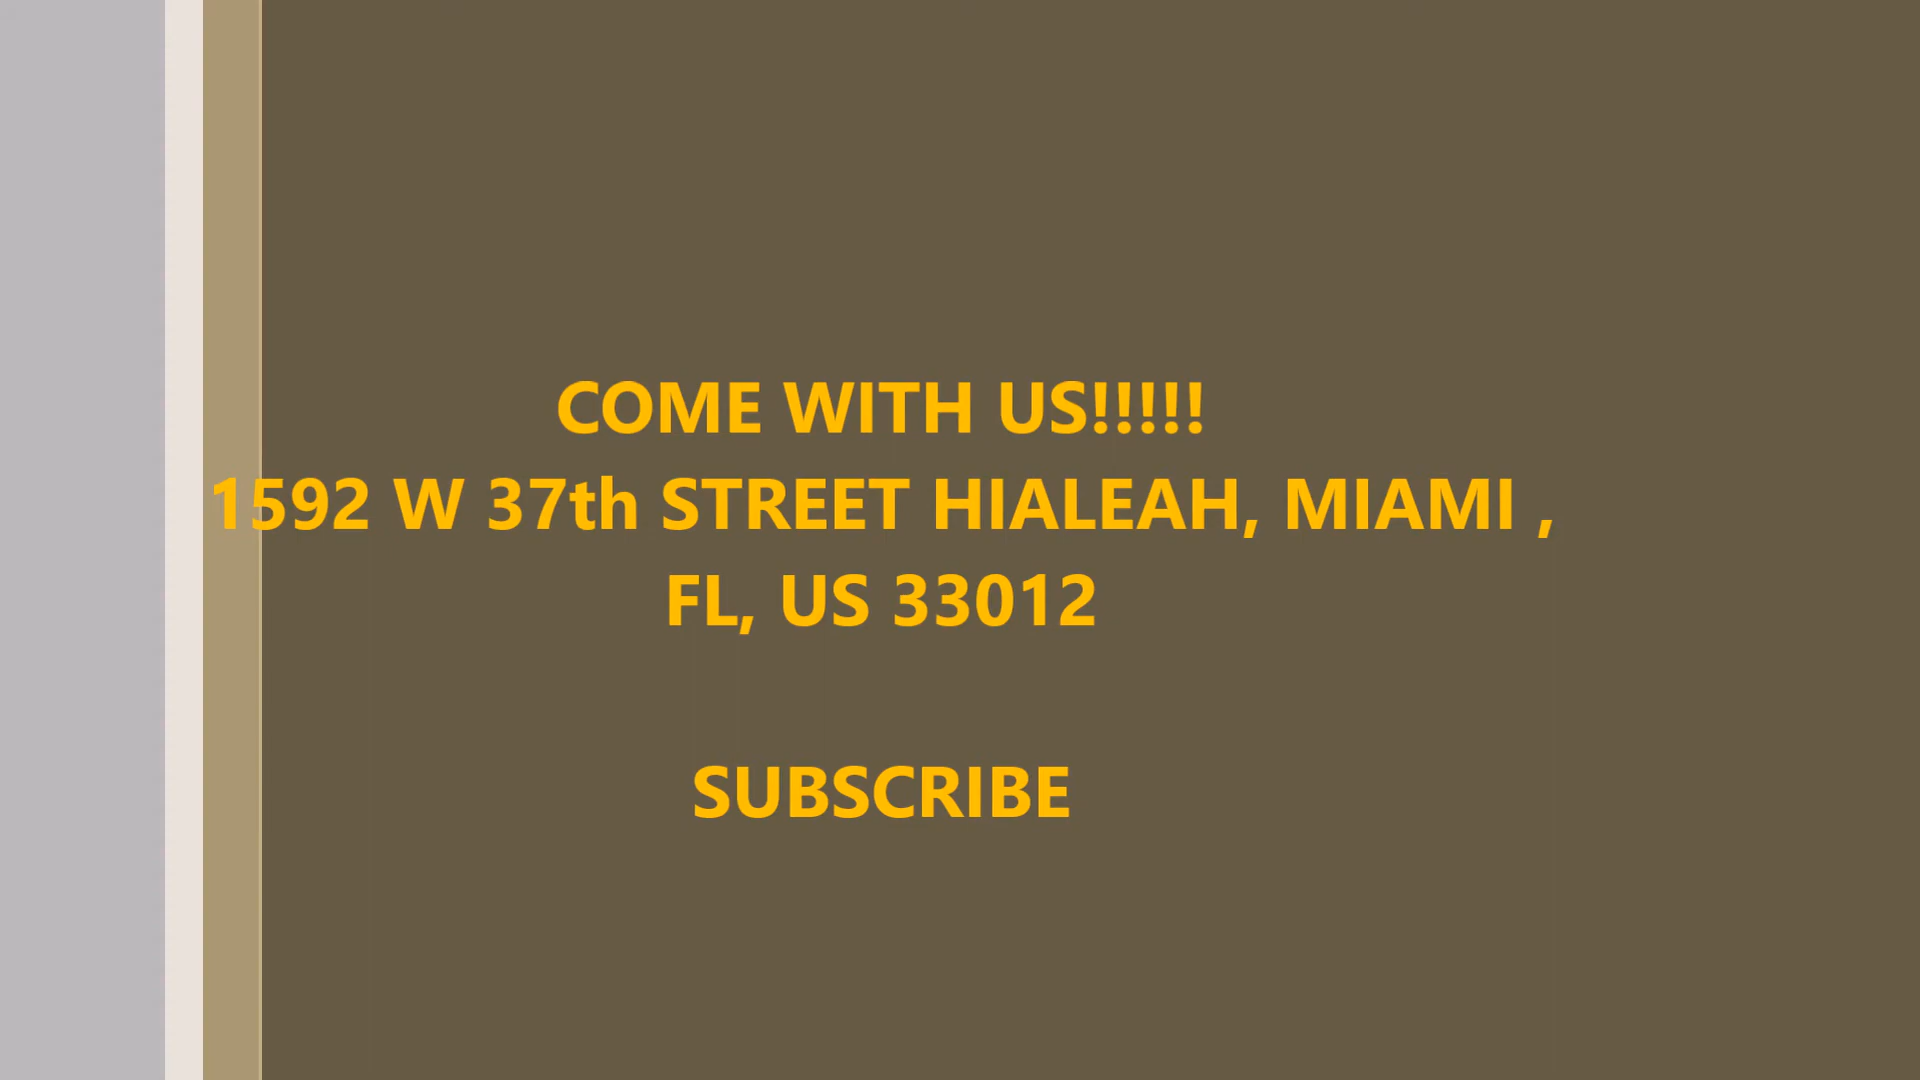 COME WITH US!!!!!
1592 W 37th STREET HIALEAH, MIAMI ,
FL, US 33012
SUBSCRIBE